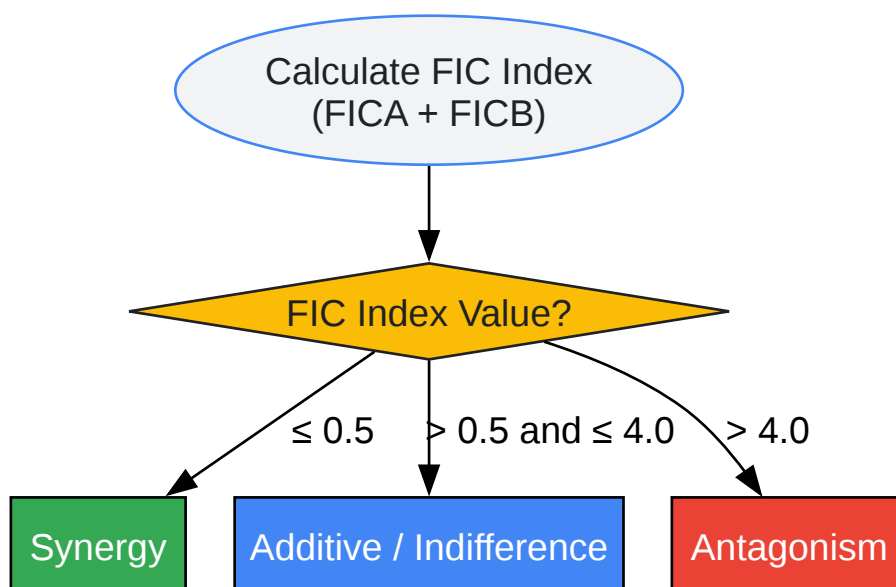 Calculate FIC Index
(FICA + FICB)
FIC Index Value?
≤ 0.5
> 0.5 and ≤ 4.0
> 4.0
Synergy
Additive / Indifference
Antagonism